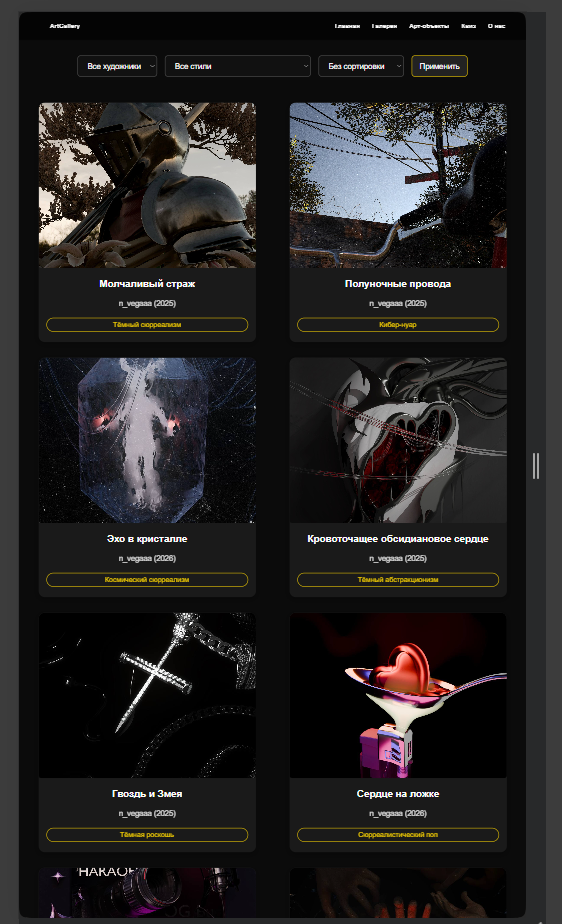 ArtGallery
Главная Галерея Арт-объекты Квиз О нас
Все художники Все стили Без сортировки Применить
Молчаливый страж
n_vegaaa (2025)
Тёмный сюрреализм
Полуночные провода
n_vegaaa (2025)
Кибер-нуар
Эхо в кристалле
n_vegaaa (2026)
Космический сюрреализм
Кровоточащее обсидиановое сердце
n_vegaaa (2025)
Тёмный абстракционизм
Гвоздь и Змея
n_vegaaa (2025)
Тёмная роскошь
Сердце на ложке
n_vegaaa (2026)
Сюрреалистический поп